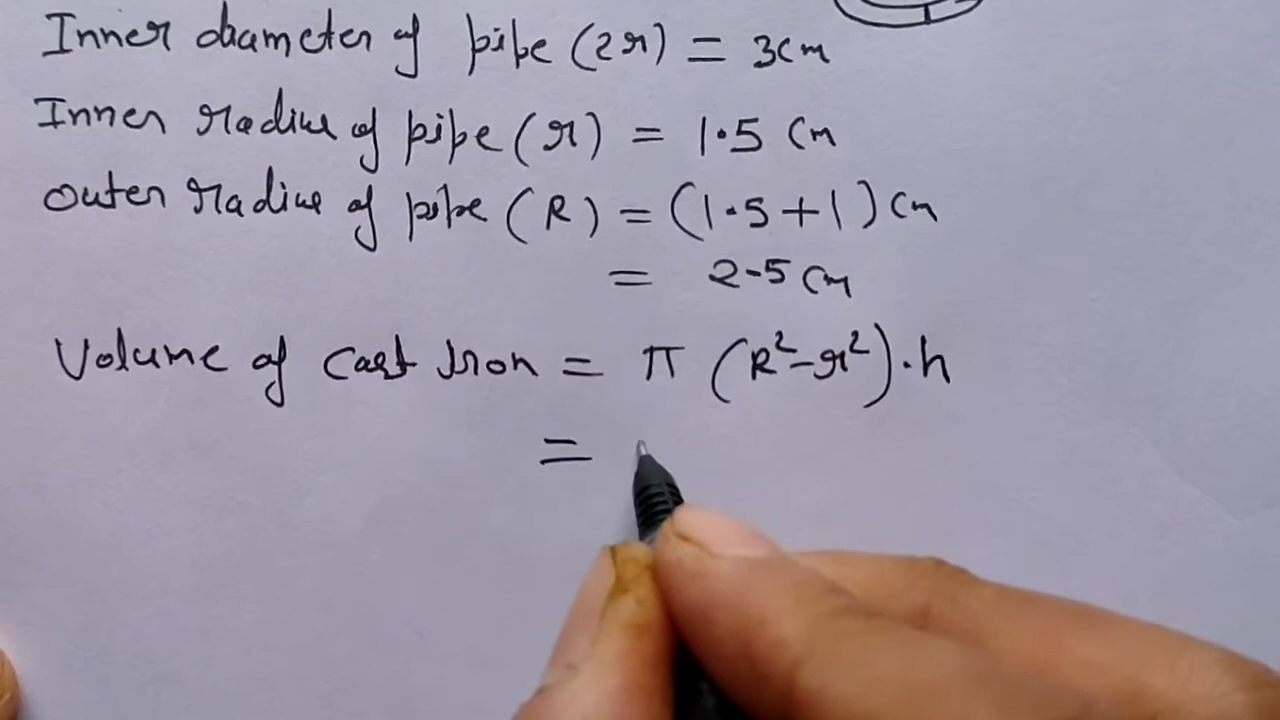 Inner diameter of pipe (2r) = 3cm
Inner radius of pipe (r) = 1.5 cm
Outer radius of pipe (R) = (1.5+1) cm
= 2.5 cm
Volume of cast iron = π (R²-r²).h
=